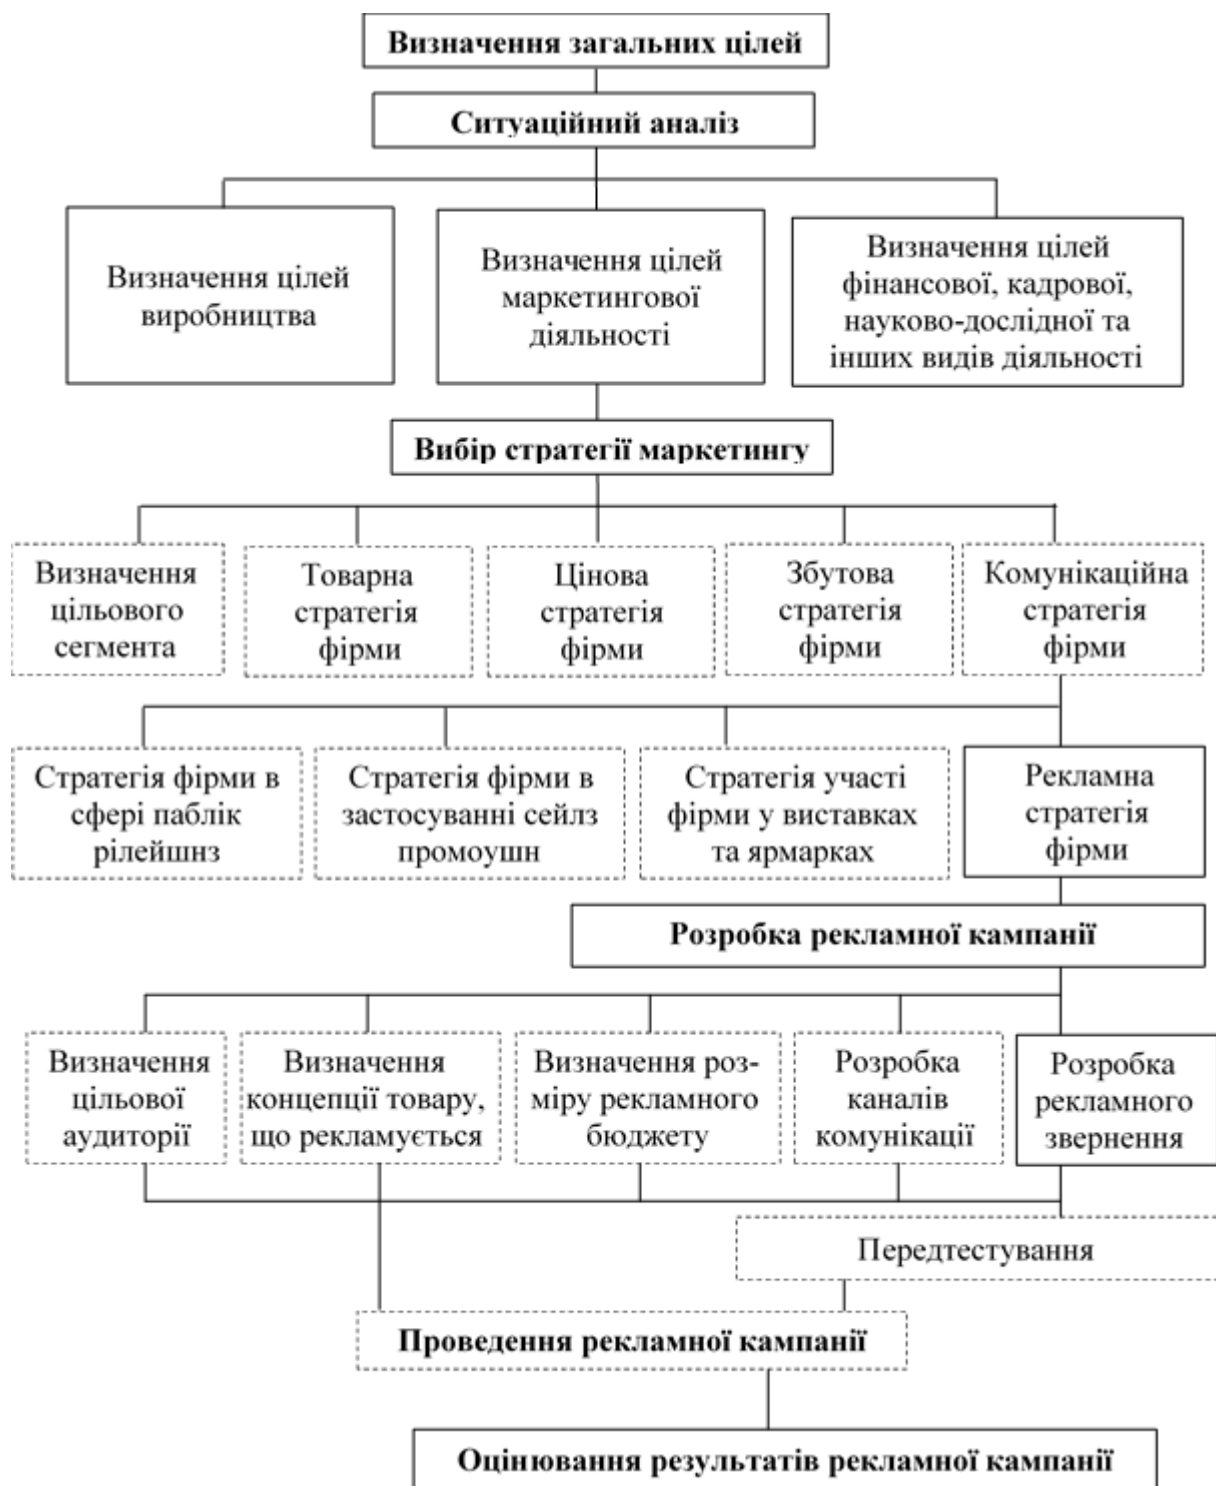 Визначення загальних цілей
Ситуаційний аналіз
Визначення цілей
виробництва
Визначення цілей
маркетингової
діяльності
Визначення цілей
фінансової, кадрової,
науково-дослідної та
інших видів діяльності
Вибір стратегії маркетингу
Визначення
цільового
сегмента
Товарна
стратегія
фірми
Цінова
стратегія
фірми
Збутова
стратегія
фірми
Комунікаційна
стратегія
фірми
Стратегія фірми в
сфері паблік
рілейшнз
Стратегія фірми в
застосуванні сейлз
промоушн
Стратегія участі
фірми у виставках
та ярмарках
Рекламна
стратегія
фірми
Розробка рекламної кампанії
Визначення
цільової
аудиторії
Визначення
концепції товару,
що рекламується
Визначення роз-
міру рекламного
бюджету
Розробка
каналів
комунікації
Розробка
рекламного
звернення
Передтестування
Проведення рекламної кампанії
Оцінювання результатів рекламної кампанії